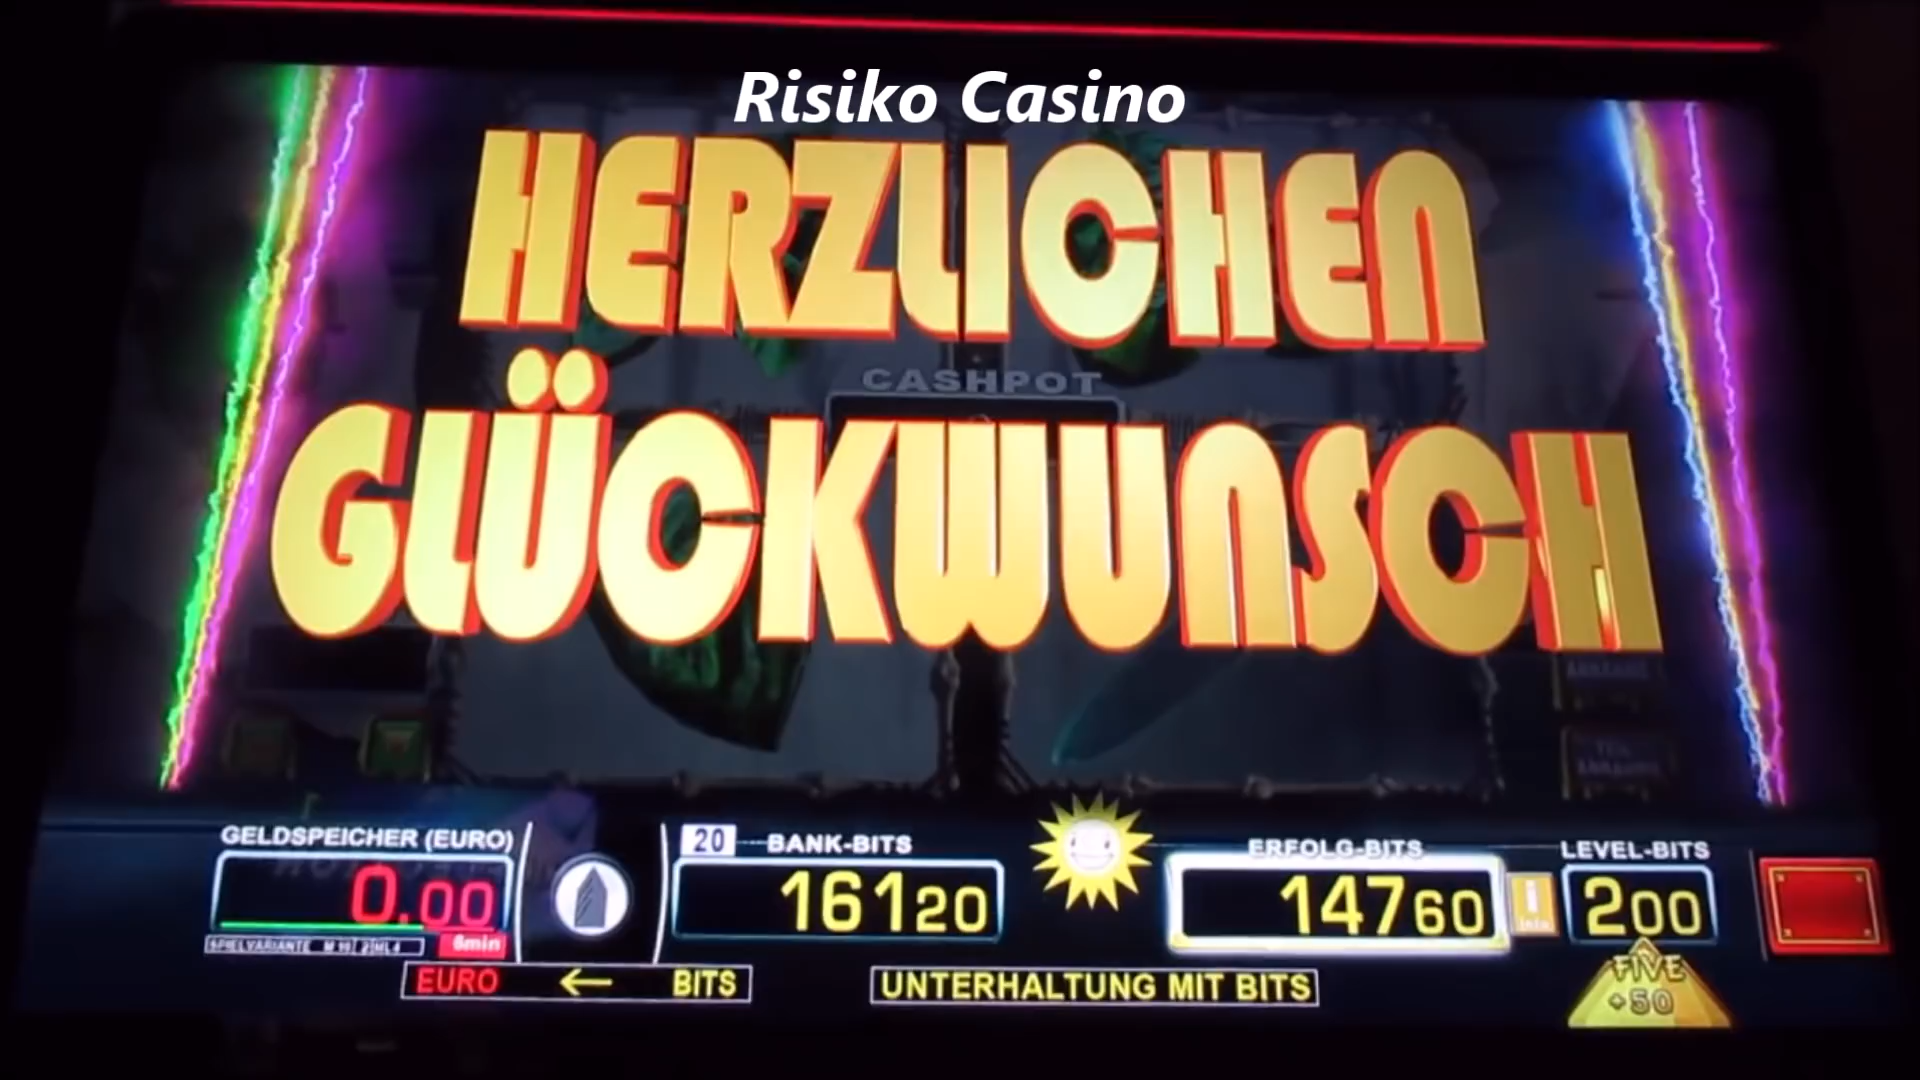 Risiko Casino
HERZLICHEN
CASHPOT
GLÜCKWUNSCH
GELDSPEICHER (EURO)
0.00
6min
20 BANK-BITS
16120
ERFOLG-BITS
14760
LEVEL-BITS
200
EURO ← BITS
UNTERHALTUNG MIT BITS
FIVE
+50